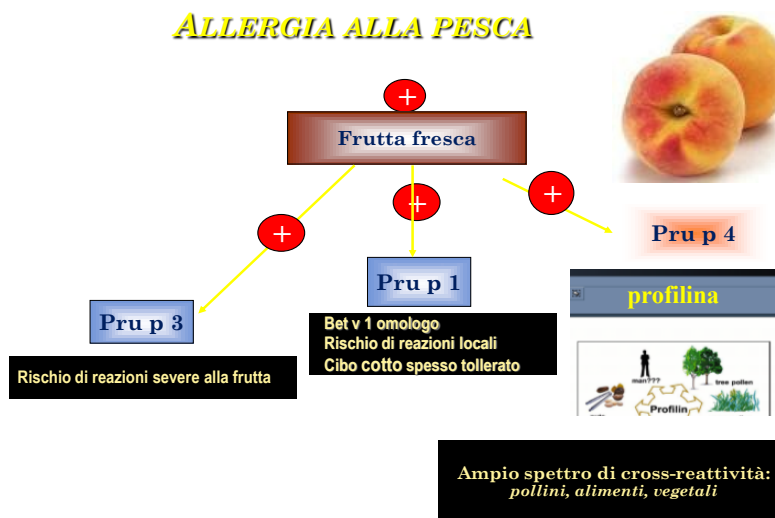 ALLERGIA ALLA PESCA
+
Frutta fresca
+
+
+
Pru p 4
Pru p 1
profilina
Pru p 3
Bet v 1 omologo
Rischio di reazioni locali
Cibo cotto spesso tollerato
Rischio di reazioni severe alla frutta
man???
tree pollen
Profilin
Ampio spettro di cross-reattività:
pollini, alimenti, vegetali